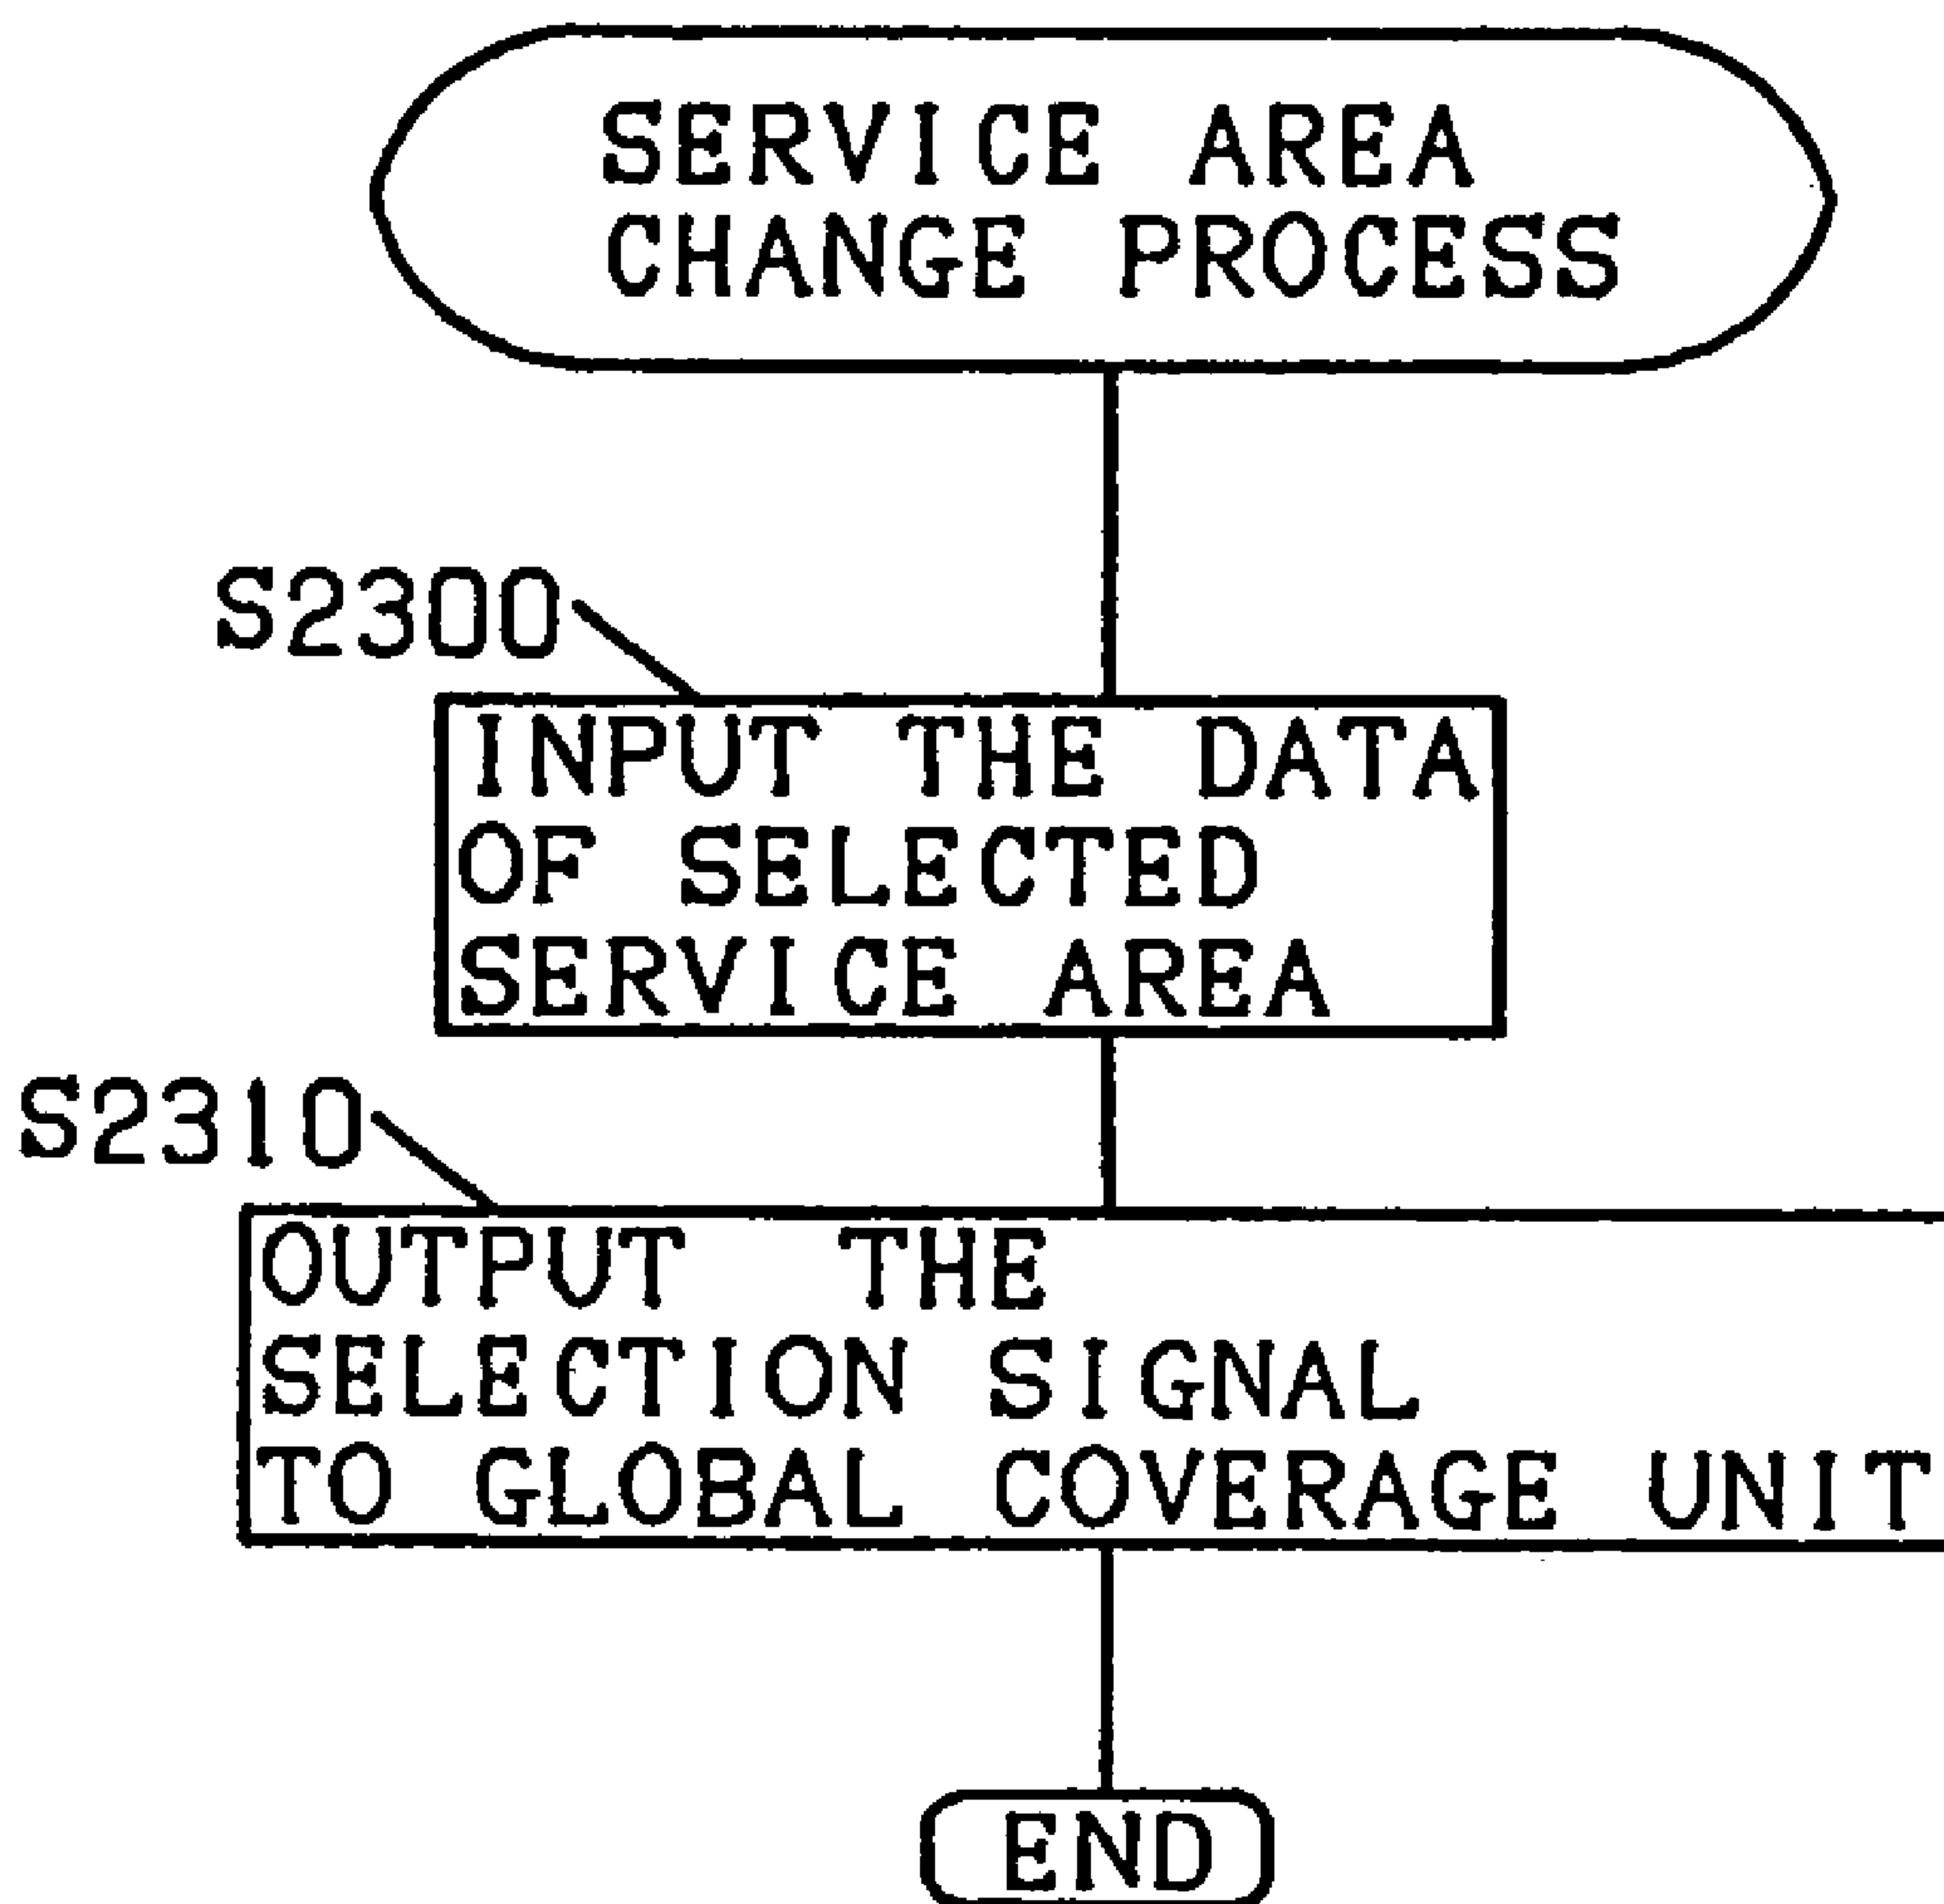 SERVICE AREA
CHANGE PROCESS
S2300
INPUT THE DATA
OF SELECTED
SERVICE AREA
S2310
OUTPUT THE
SELECTION SIGNAL
TO GLOBAL COVERAGE UNIT
END